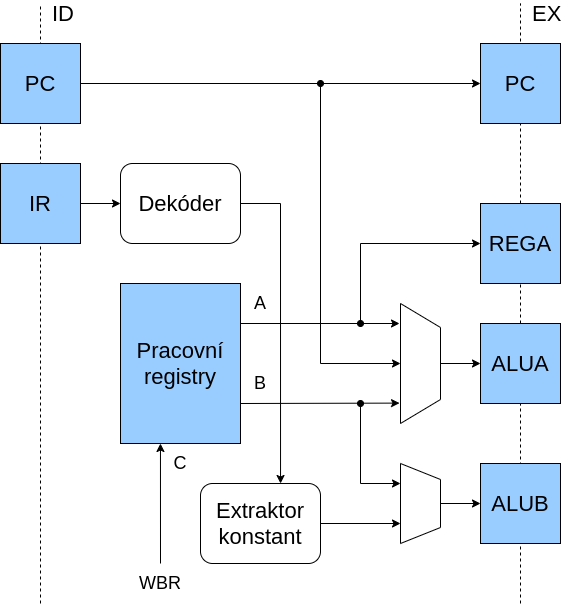 ID
EX
PC
PC
IR
Dekóder
REGA
A
Pracovní
registry
ALUA
B
C
Extraktor
konstant
ALUB
WBR